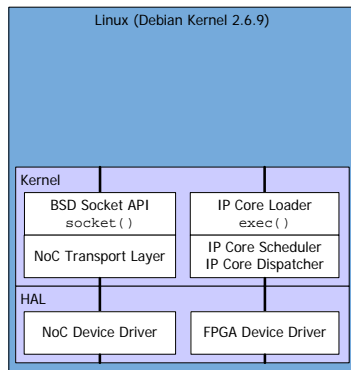 Linux (Debian Kernel 2.6.9)
Kernel
BSD Socket API
socket()
NoC Transport Layer
IP Core Loader
exec()
IP Core Scheduler
IP Core Dispatcher
HAL
NoC Device Driver
FPGA Device Driver